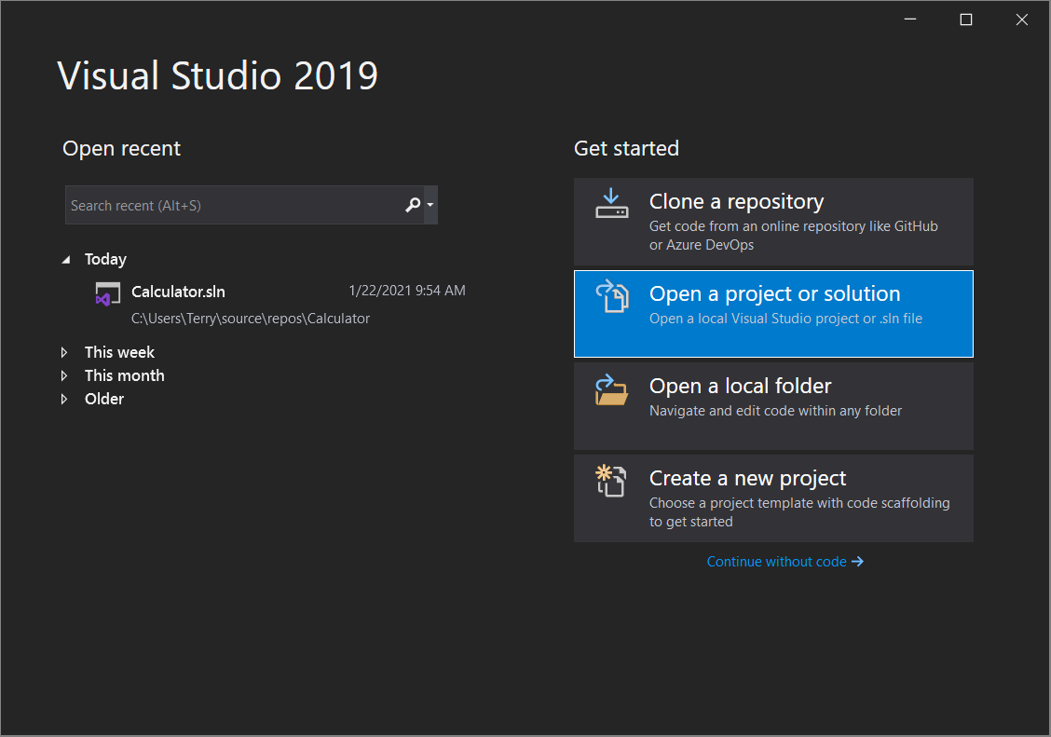 Visual Studio 2019
Open recent
Search recent (Alt+S)
Today
Calculator.sln 1/22/2021 9:54 AM
C:\Users\Terry\source\repos\Calculator
This week
This month
Older
Get started
Clone a repository
Get code from an online repository like GitHub
or Azure DevOps
Open a project or solution
Open a local Visual Studio project or .sln file
Open a local folder
Navigate and edit code within any folder
Create a new project
Choose a project template with code scaffolding
to get started
Continue without code →